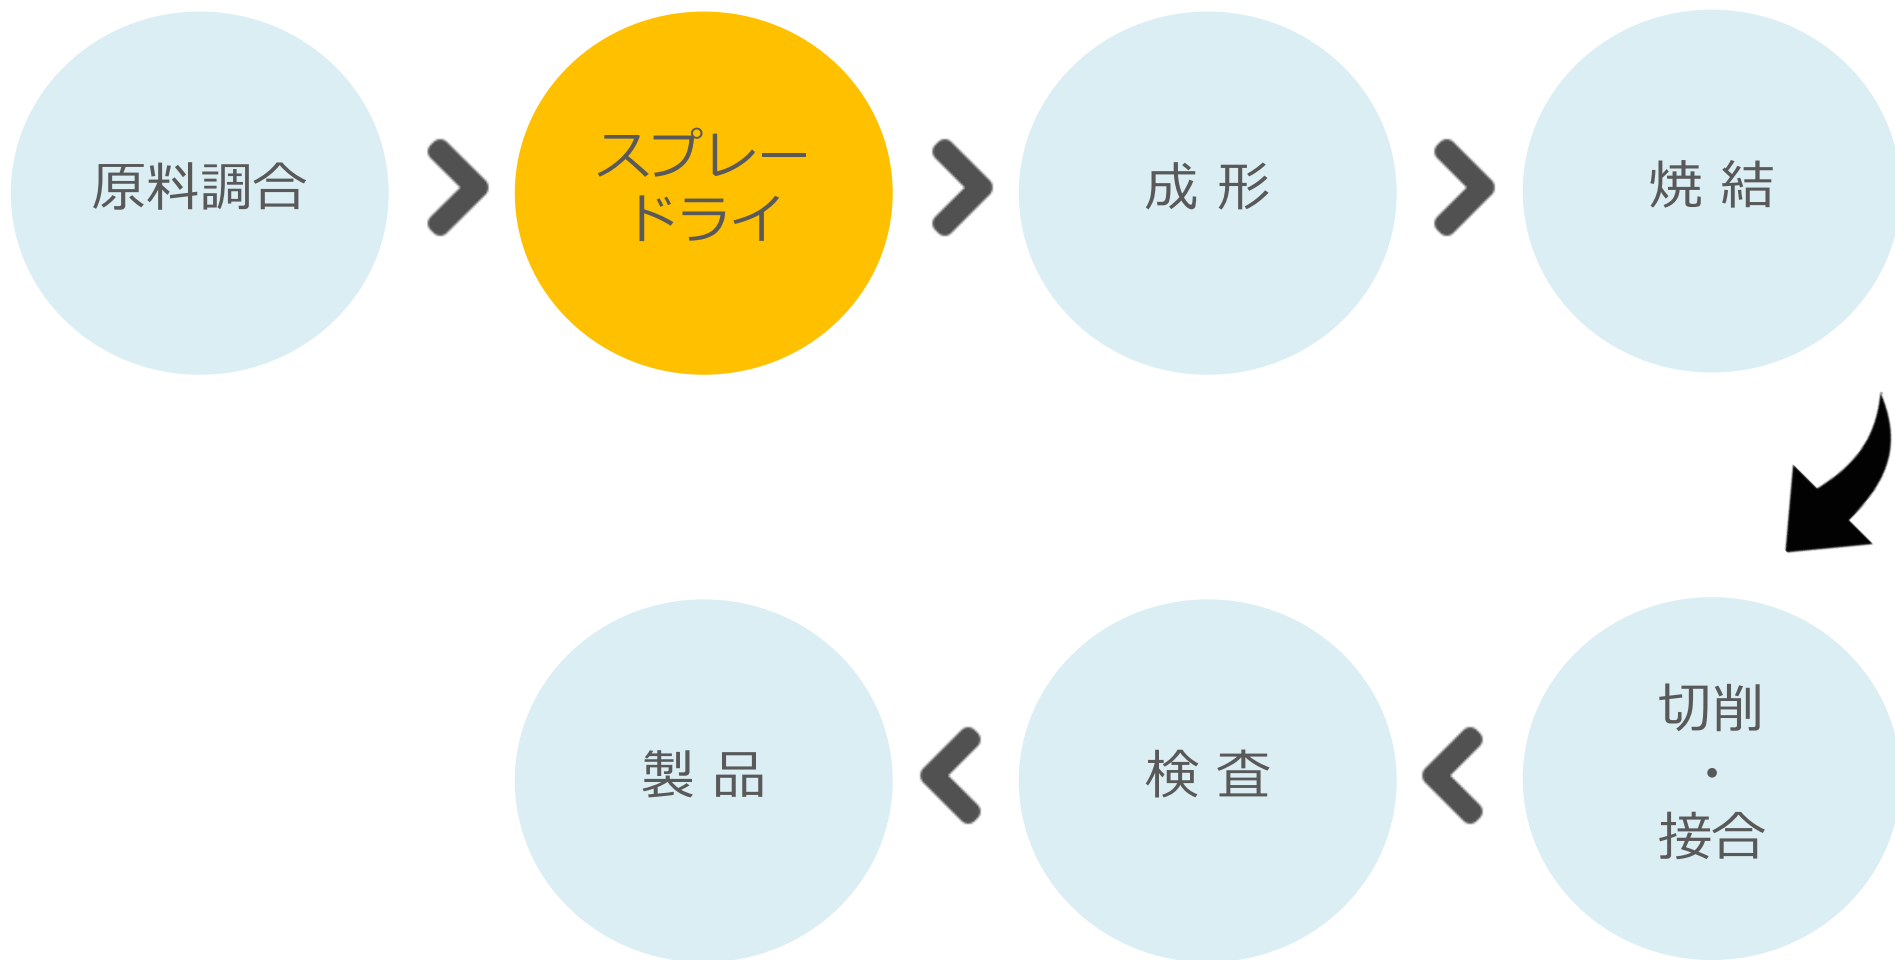 原料調合
スプレー
ドライ
成 形
焼 結
切削
・
接合
検 査
製 品